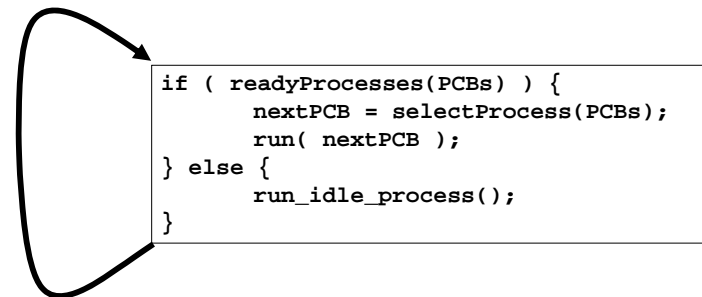 if ( readyProcesses(PCBs) ) {
nextPCB = selectProcess(PCBs);
run( nextPCB );
} else {
run_idle_process();
}